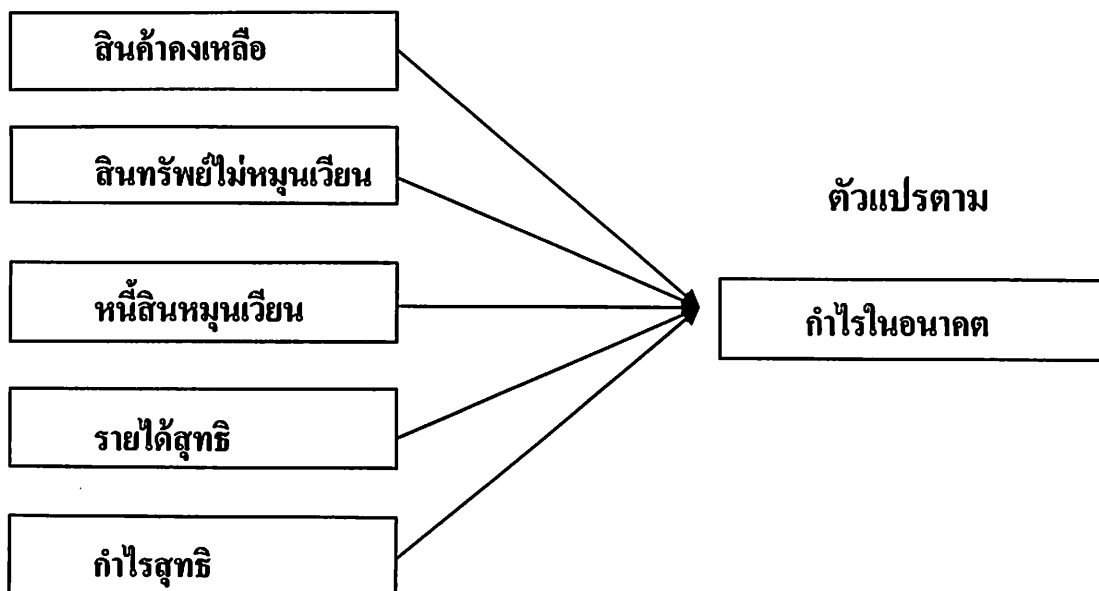 สินค้าคงเหลือ
สินทรัพย์ไม่หมุนเวียน
หนี้สินหมุนเวียน
รายได้สุทธิ
กำไรสุทธิ
ตัวแปรตาม
กำไรในอนาคต